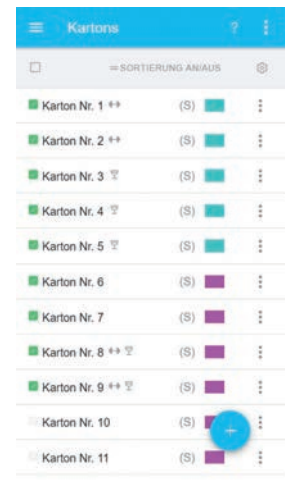 Kartons ?
SORTIERUNG AN/AUS
Karton Nr. 1 (S)
Karton Nr. 2 (S)
Karton Nr. 3 (S)
Karton Nr. 4 (S)
Karton Nr. 5 (S)
Karton Nr. 6 (S)
Karton Nr. 7 (S)
Karton Nr. 8 (S)
Karton Nr. 9 (S)
Karton Nr. 10 (S)
Karton Nr. 11 (S)